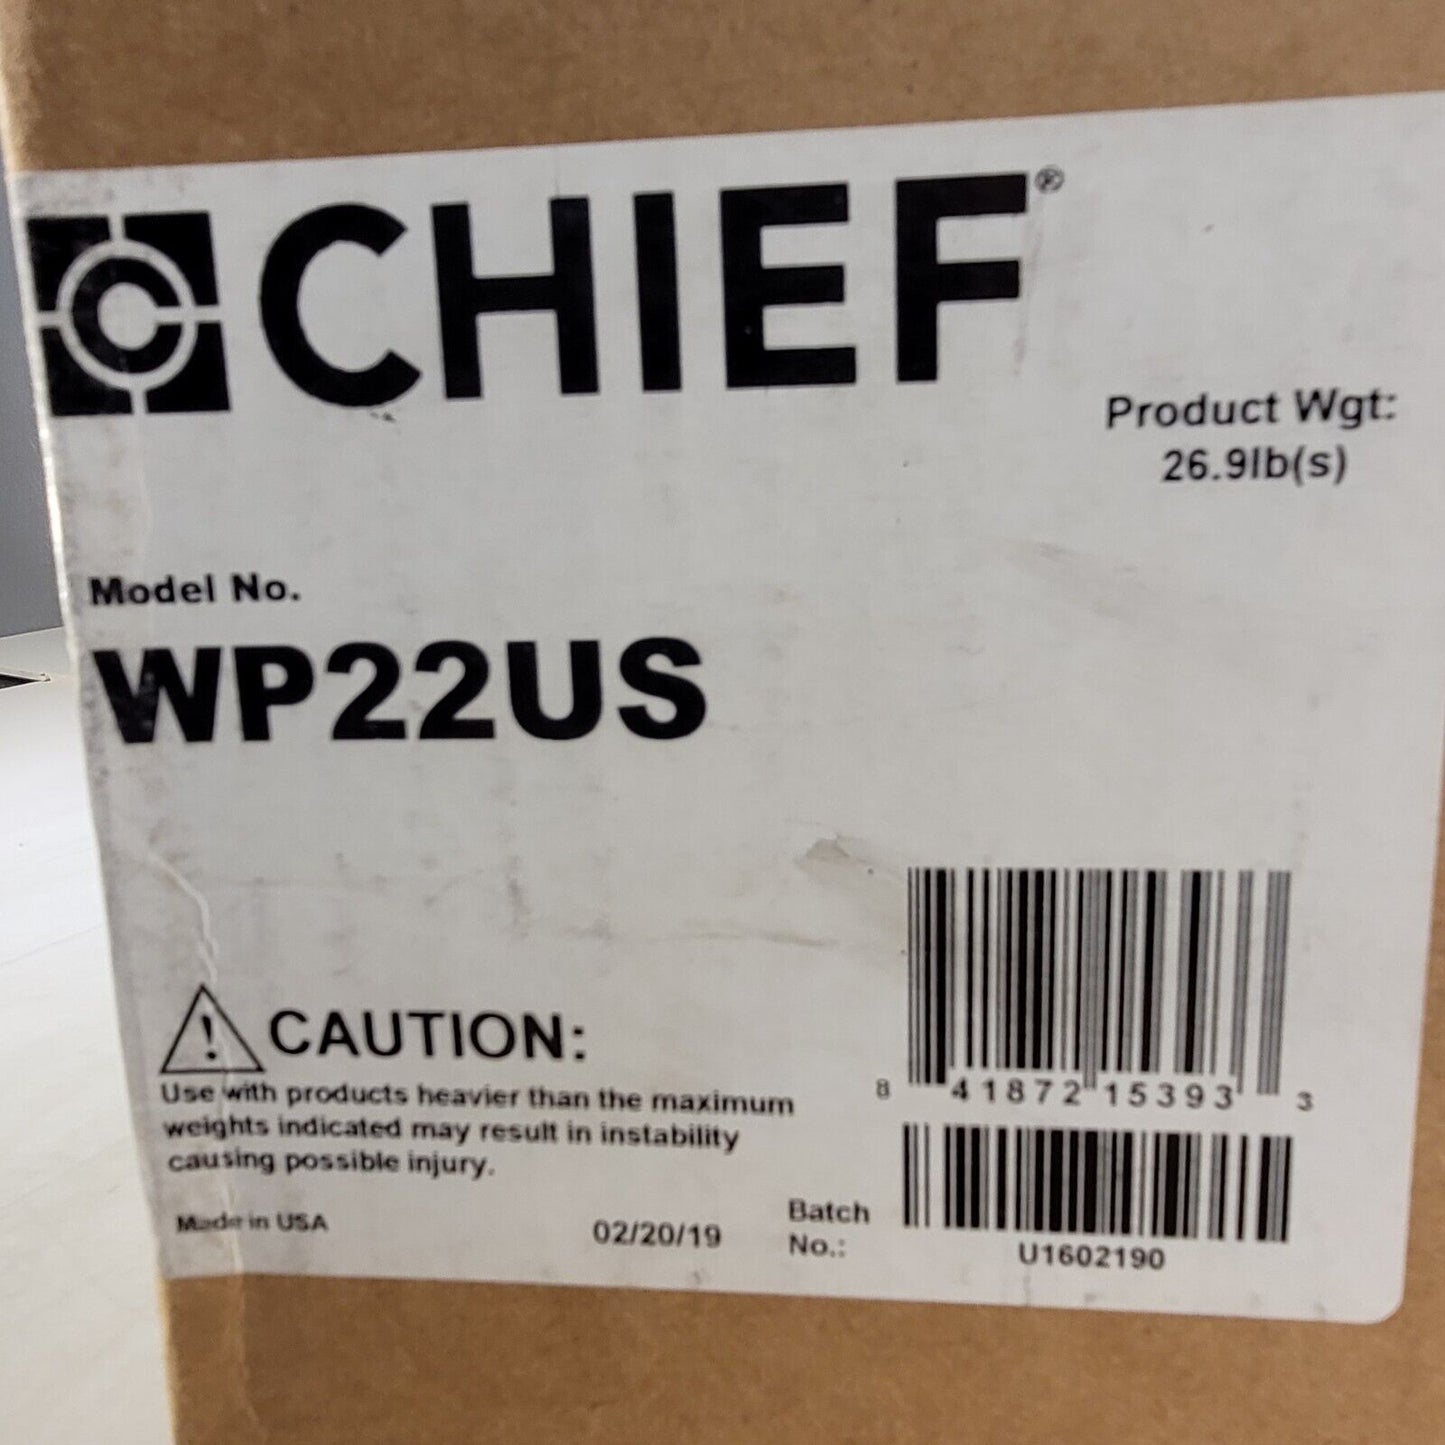 CHIEF®
Product Wgt:
26.9lb(s)
Model No.
WP22US
CAUTION:
Use with products heavier than the maximum
weights indicated may result in instability
causing possible injury.
Made in USA
02/20/19
Batch
No.:
8 41872 15393 3
U1602190